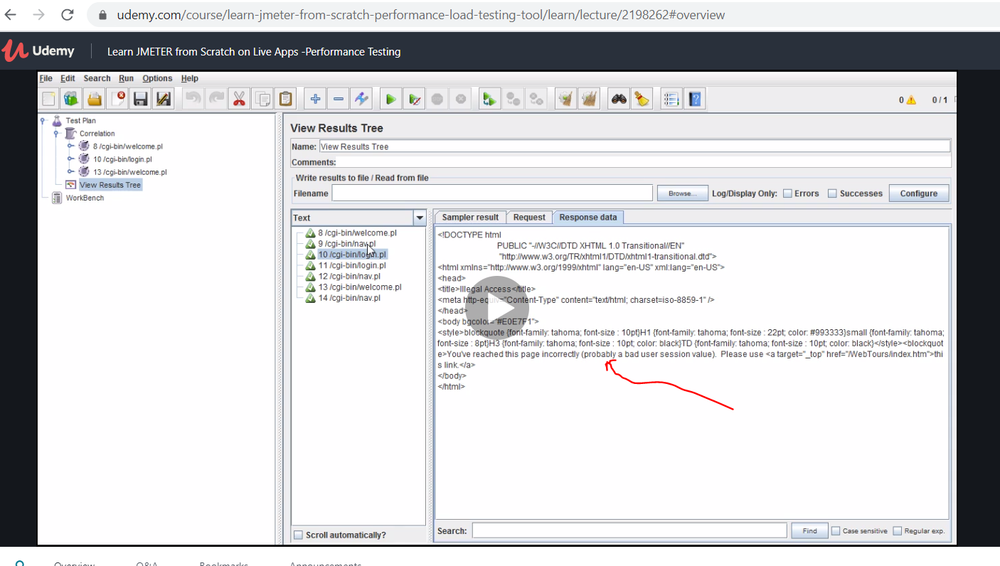 udemy.com/course/learn-jmeter-from-scratch-performance-load-testing-tool/learn/lecture/2198262#overview
Udemy
Learn JMETER from Scratch on Live Apps -Performance Testing
File Edit Search Run Options Help
0 0 / 1
Test Plan
Correlation
8 /cgi-bin/welcome.pl
10 /cgi-bin/login.pl
13 /cgi-bin/welcome.pl
View Results Tree
WorkBench
View Results Tree
Name: View Results Tree
Comments:
Write results to file / Read from file
Filename Browse... Log/Display Only: Errors Successes Configure
Text
8 /cgi-bin/welcome.pl
9 /cgi-bin/nav.pl
10 /cgi-bin/login.pl
11 /cgi-bin/login.pl
12 /cgi-bin/nav.pl
13 /cgi-bin/welcome.pl
14 /cgi-bin/nav.pl
Scroll automatically?
Sampler result Request Response data
<!DOCTYPE html
PUBLIC "-//W3C//DTD XHTML 1.0 Transitional//EN"
"http://www.w3.org/TR/xhtml1/DTD/xhtml1-transitional.dtd">
<html xmlns="http://www.w3.org/1999/xhtml" lang="en-US" xml:lang="en-US">
<head>
<title>Illegal Access</title>
<meta http-equiv="Content-Type" content="text/html; charset=iso-8859-1" />
</head>
<body bgcolor="#E0E7F1">
<style>blockquote {font-family: tahoma; font-size : 10pt}H1 {font-family: tahoma; font-size : 22pt; color: #993333}small {font-family: tahoma;
font-size : 8pt}H3 {font-family: tahoma; font-size : 10pt; color: black}TD {font-family: tahoma; font-size : 10pt; color: black}</style><blockquot
e>You've reached this page incorrectly (probably a bad user session value).  Please use <a target="_top" href="/WebTours/index.htm">thi
s link.</a>
</body>
</html>
Search: Find Case sensitive Regular exp.
Overview Q&A Bookmarks Announcements